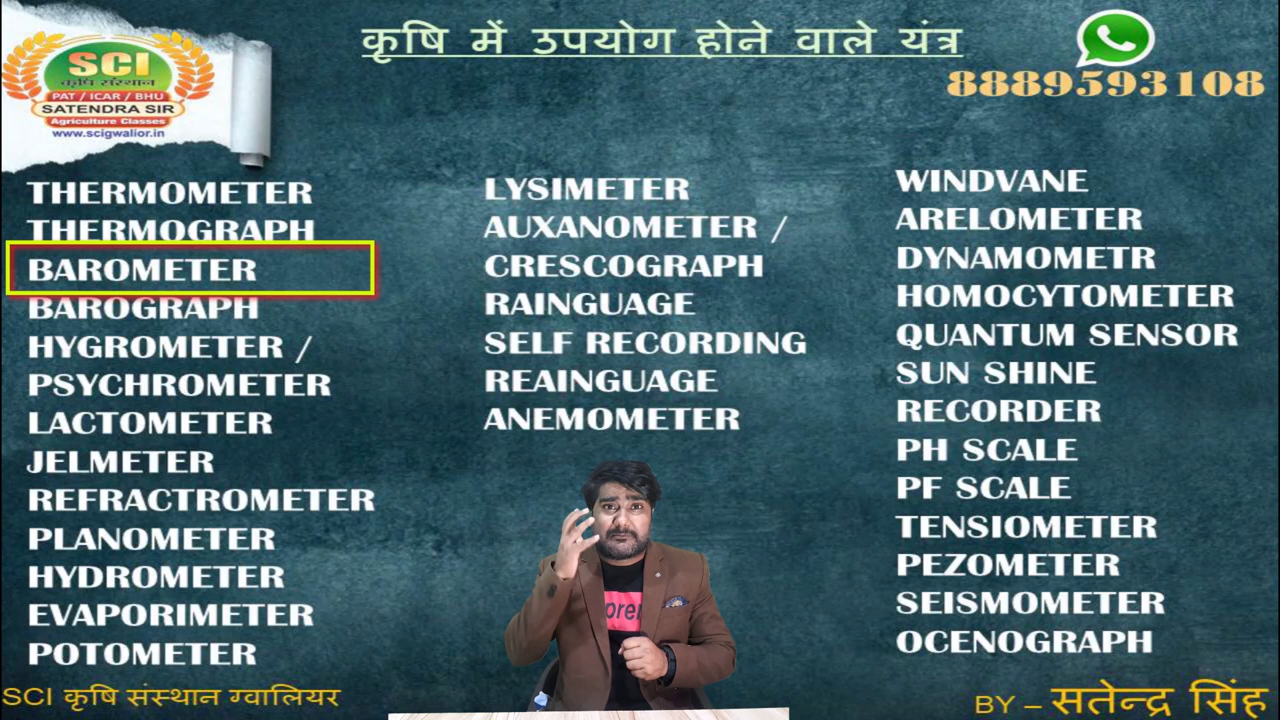 कृषि में उपयोग होने वाले यंत्र
8889593108
SCI
कृषि संस्थान
PAT / ICAR / BHU
SATENDRA SIR
Agriculture Classes
www.scigwalior.in
THERMOMETER
THERMOGRAPH
BAROMETER
BAROGRAPH
HYGROMETER /
PSYCHROMETER
LACTOMETER
JELMETER
REFRACTROMETER
PLANOMETER
HYDROMETER
EVAPORIMETER
POTOMETER
LYSIMETER
AUXANOMETER /
CRESCOGRAPH
RAINGUAGE
SELF RECORDING
REAINGUAGE
ANEMOMETER
WINDVANE
ARELOMETER
DYNAMOMETR
HOMOCYTOMETER
QUANTUM SENSOR
SUN SHINE
RECORDER
PH SCALE
PF SCALE
TENSIOMETER
PEZOMETER
SEISMOMETER
OCENOGRAPH
SCI कृषि संस्थान ग्वालियर
BY – सतेन्द्र सिंह